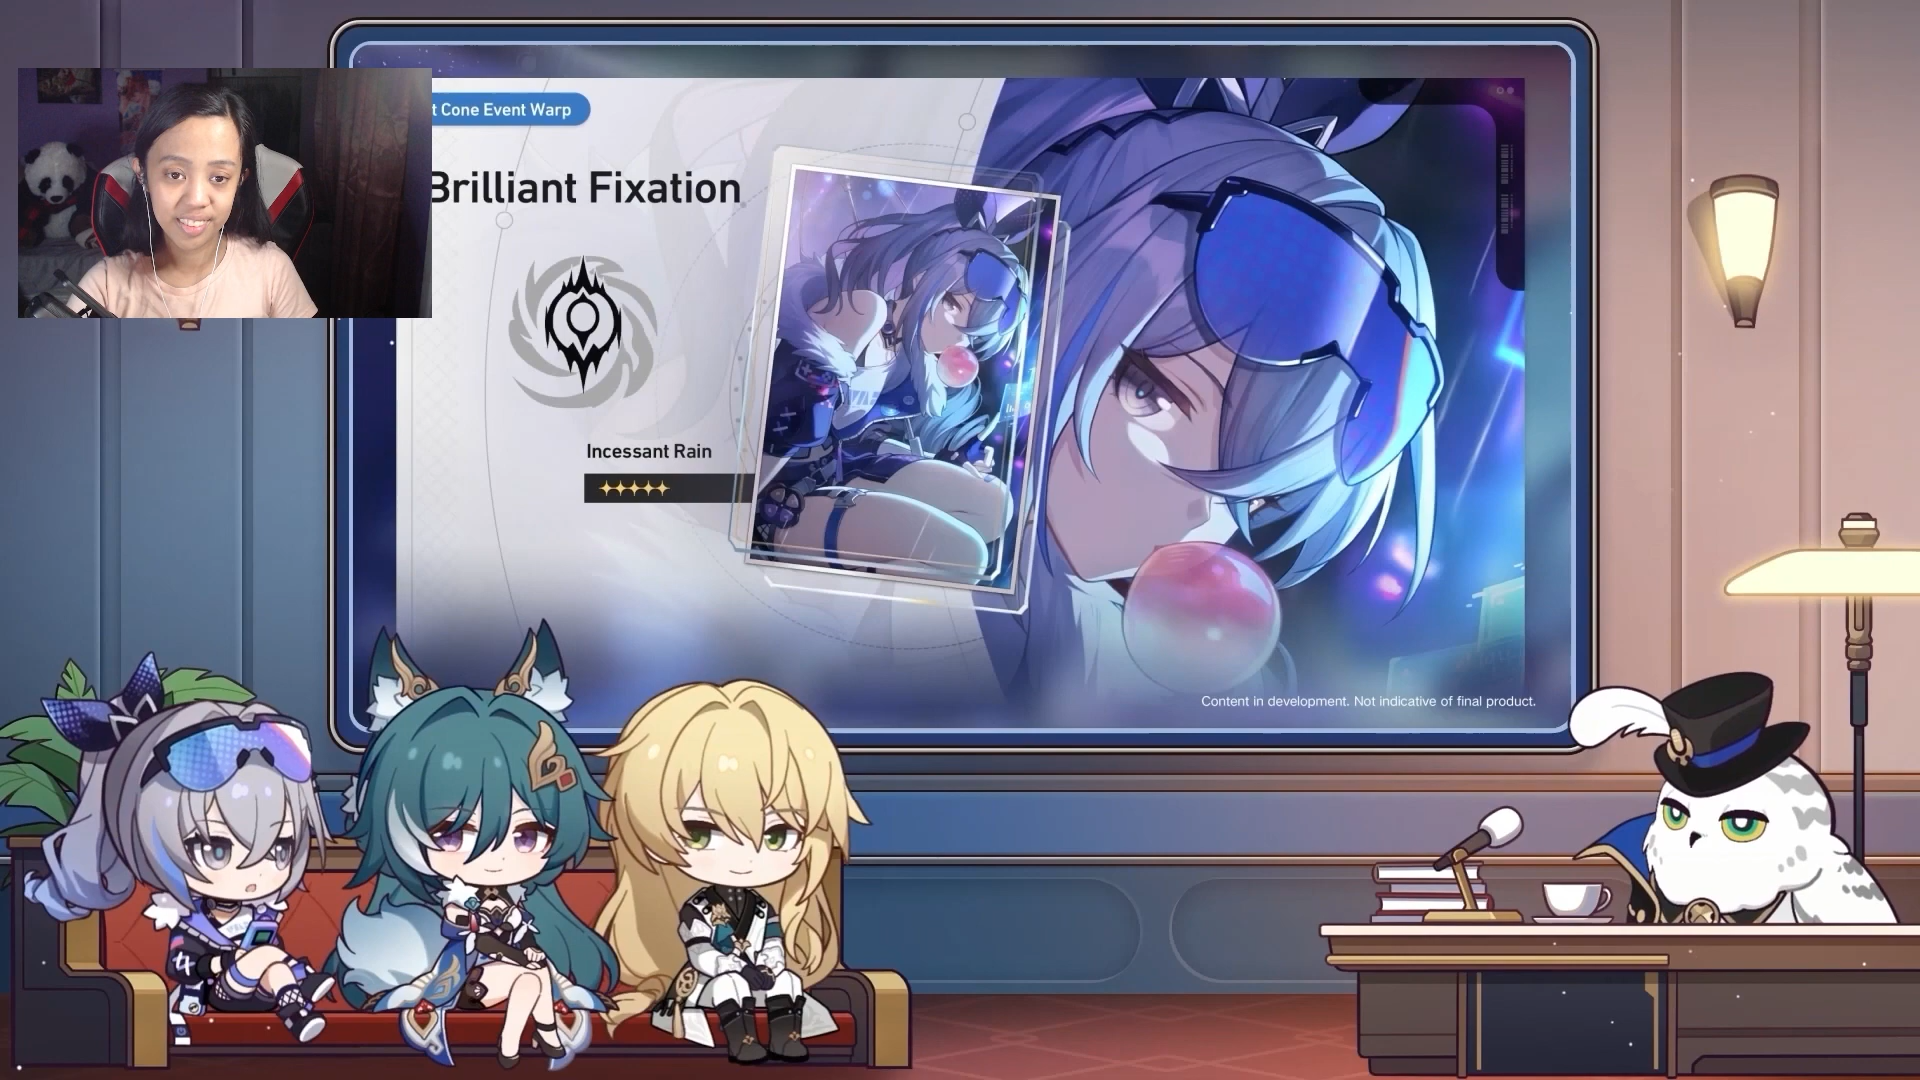 t Cone Event Warp
Brilliant Fixation
Incessant Rain
Content in development. Not indicative of final product.